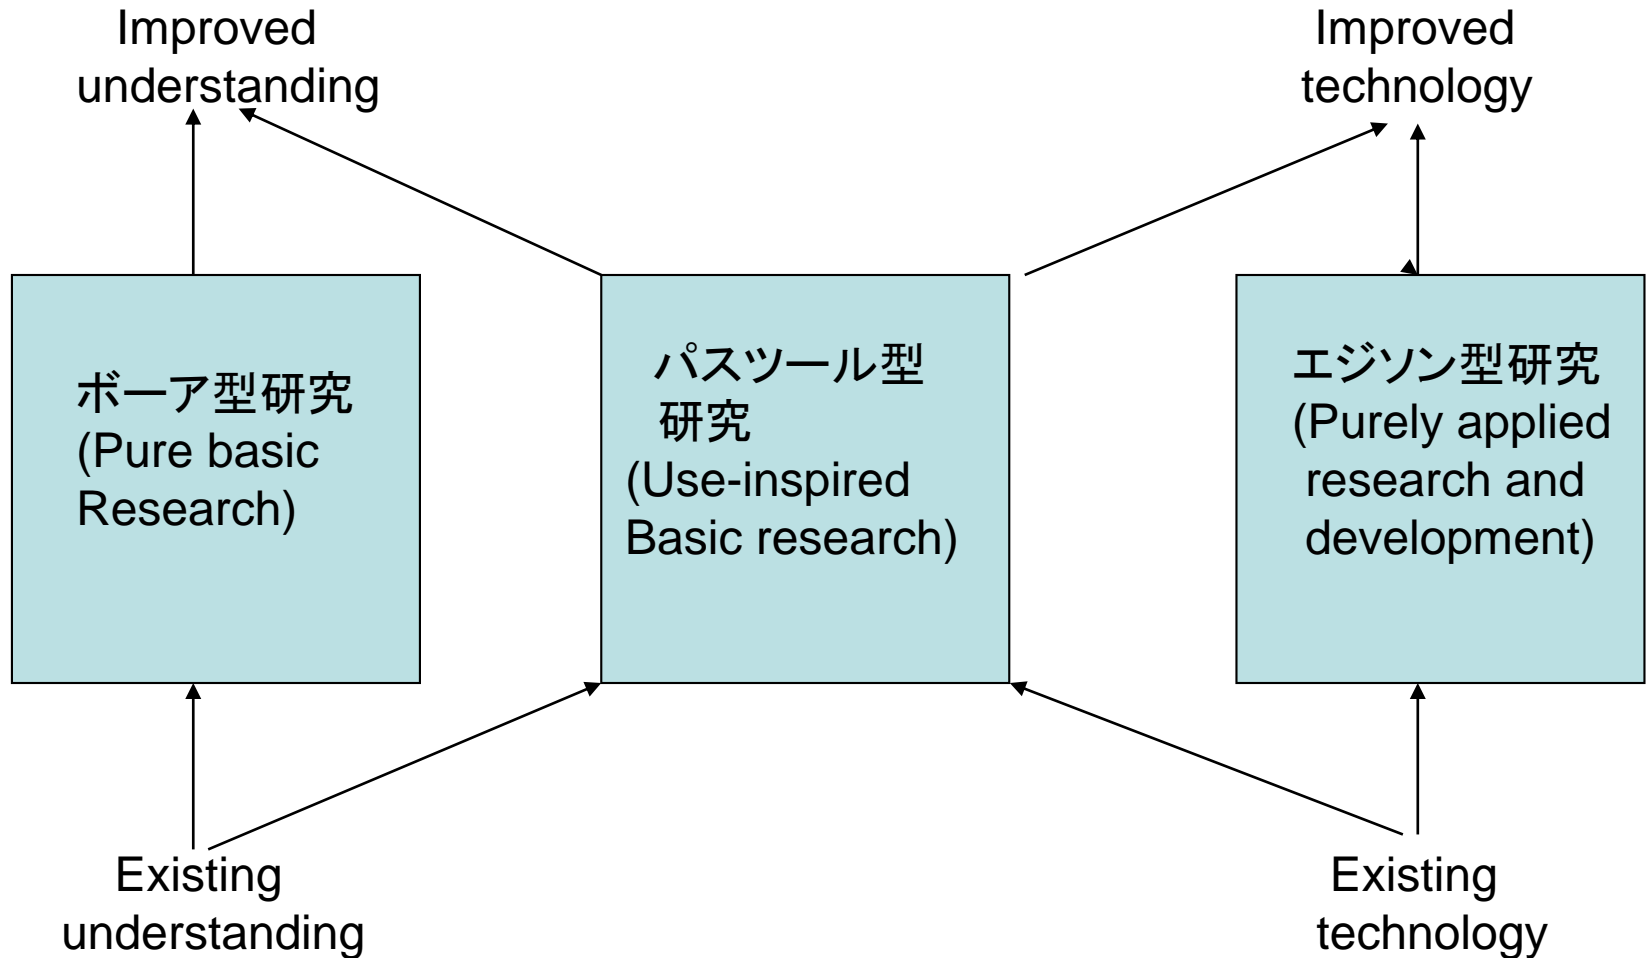 Improved
understanding
Improved
technology
ボーア型研究
(Pure basic
Research)
パスツール型
研究
(Use-inspired
Basic research)
エジソン型研究
(Purely applied
research and
development)
Existing
understanding
Existing
technology